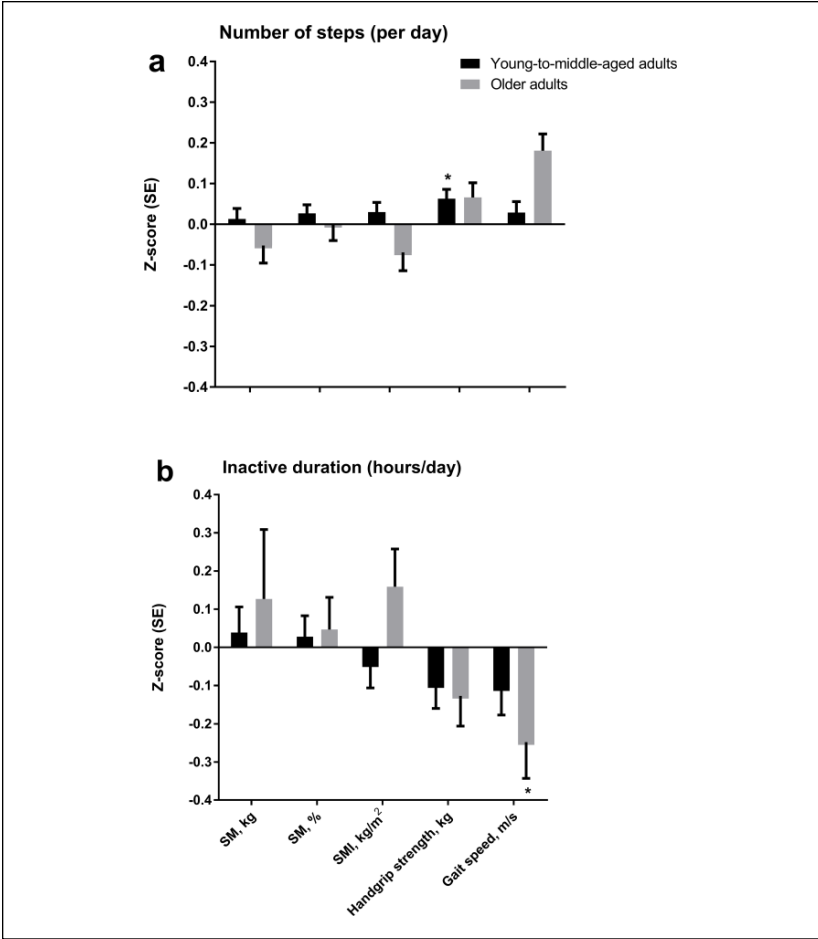 Number of steps (per day)
a
Young-to-middle-aged adults
Older adults
0.4
0.3
0.2
0.1
0.0
-0.1
-0.2
-0.3
-0.4
Z-score (SE)
*
b
Inactive duration (hours/day)
0.4
0.3
0.2
0.1
0.0
-0.1
-0.2
-0.3
-0.4
Z-score (SE)
*
SM, kg
SM, %
SMI, kg/m²
Handgrip strength, kg
Gait speed, m/s